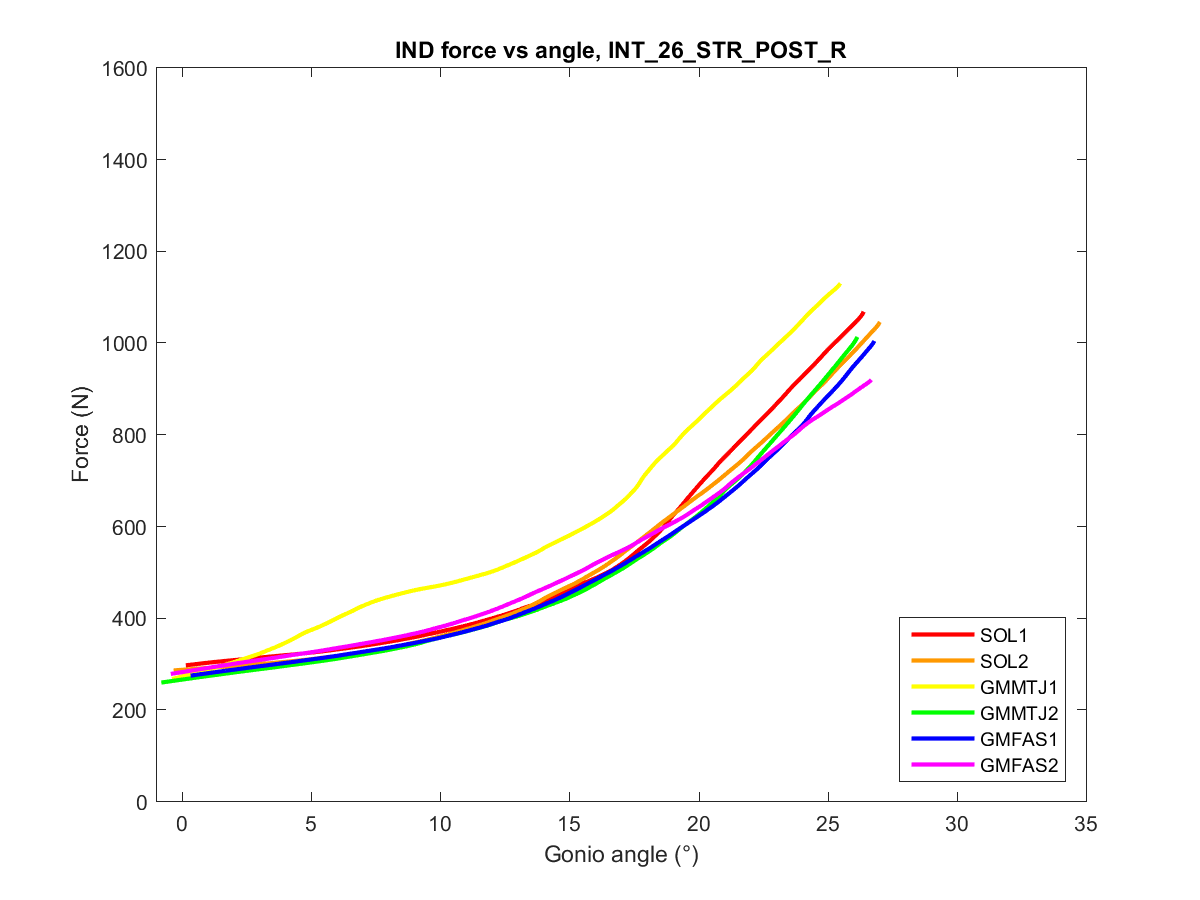 IND force vs angle, INT_26_STR_POST_R
1600
1400
1200
1000
800
600
400
200
0
Force (N)
0 5 10 15 20 25 30 35
Gonio angle (°)
SOL1
SOL2
GMMTJ1
GMMTJ2
GMFAS1
GMFAS2